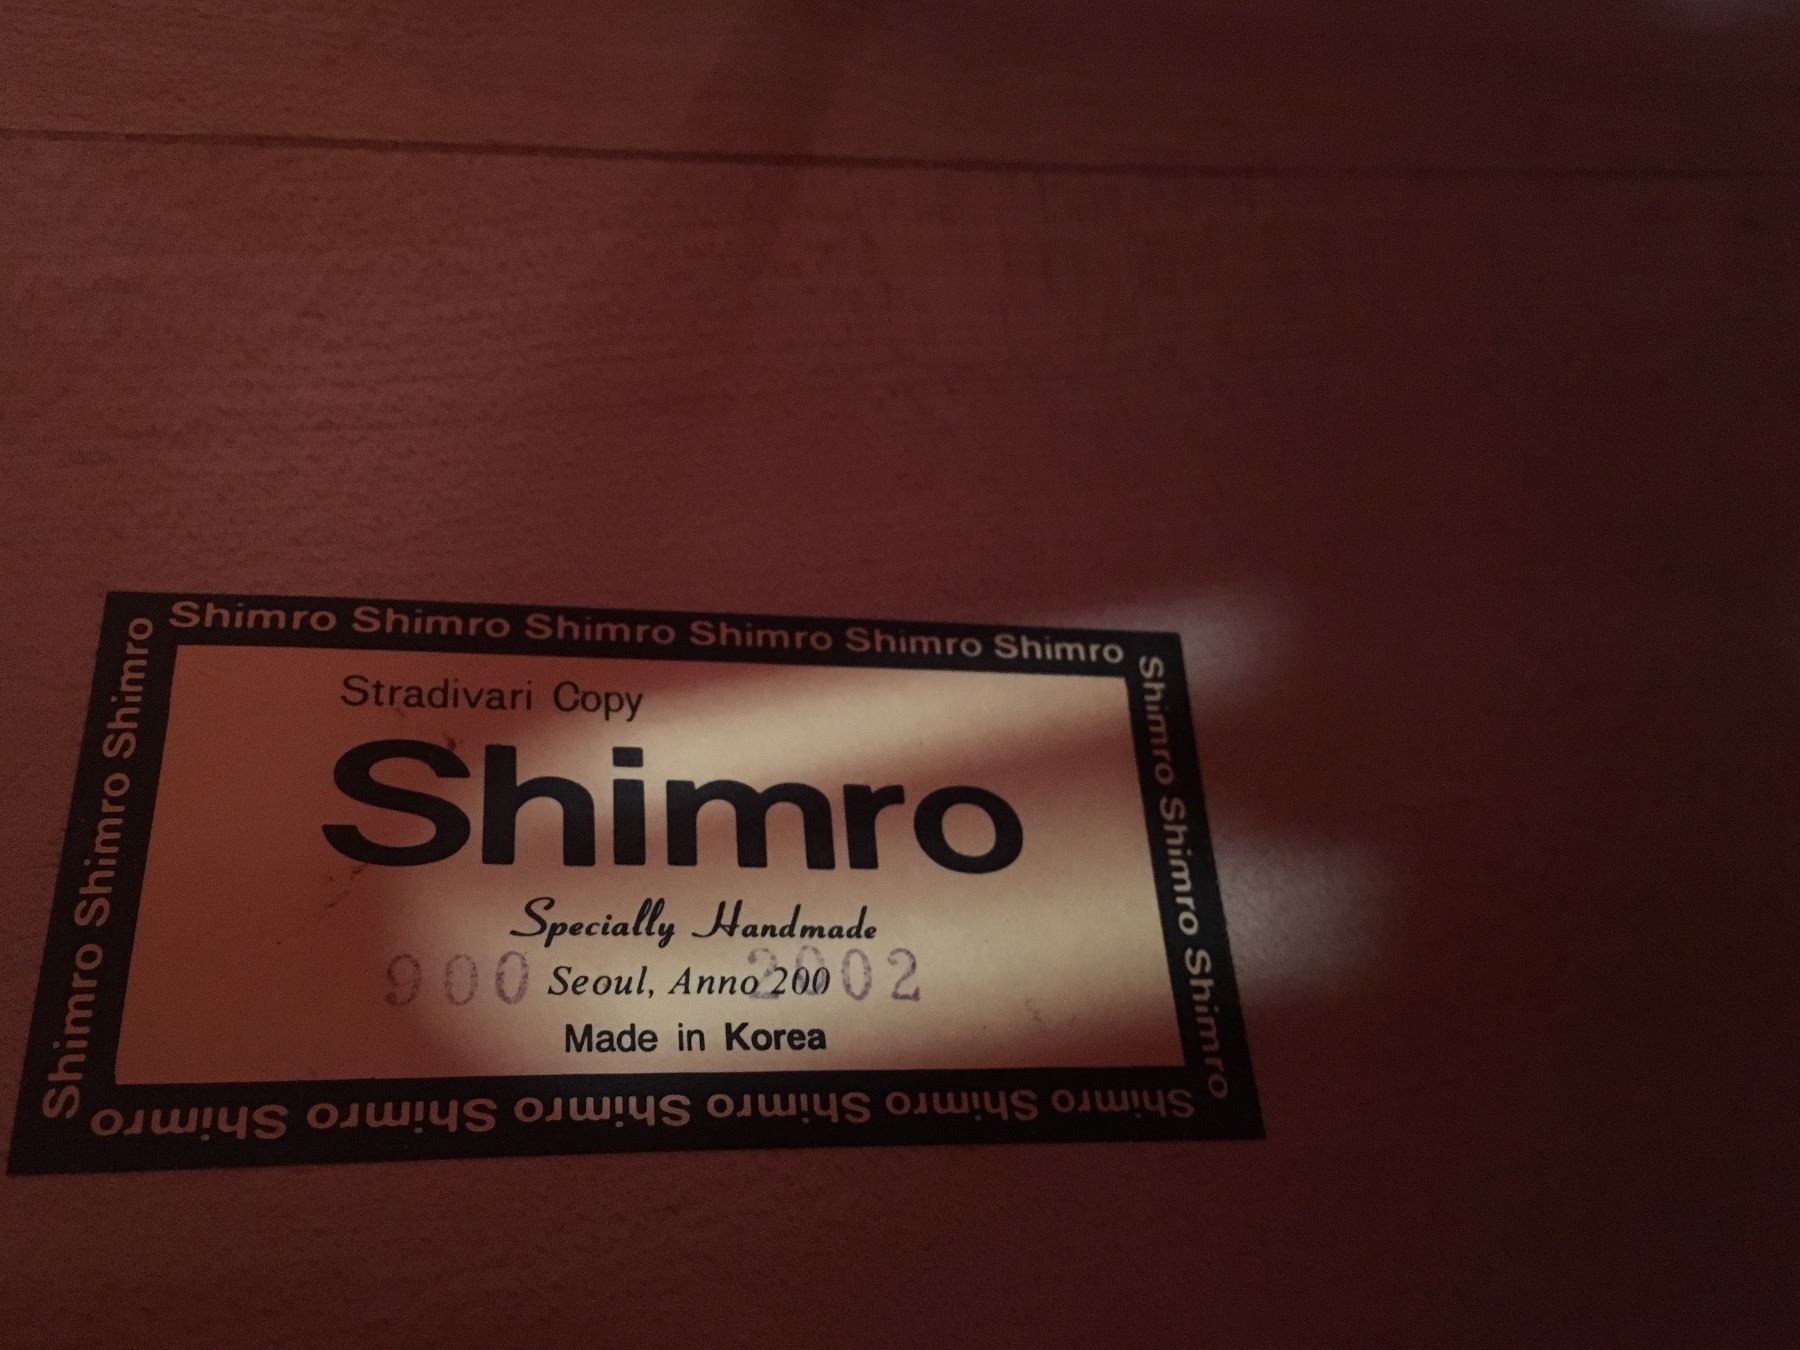 Shimro Shimro Shimro Shimro Shimro Shimro
Shimro Shimro Shimro
Stradivari Copy
Shimro
Specially Handmade
900 Seoul, Anno 200 2002
Made in Korea
Shimro Shimro Shimro
Shimro Shimro Shimro Shimro Shimro Shimro